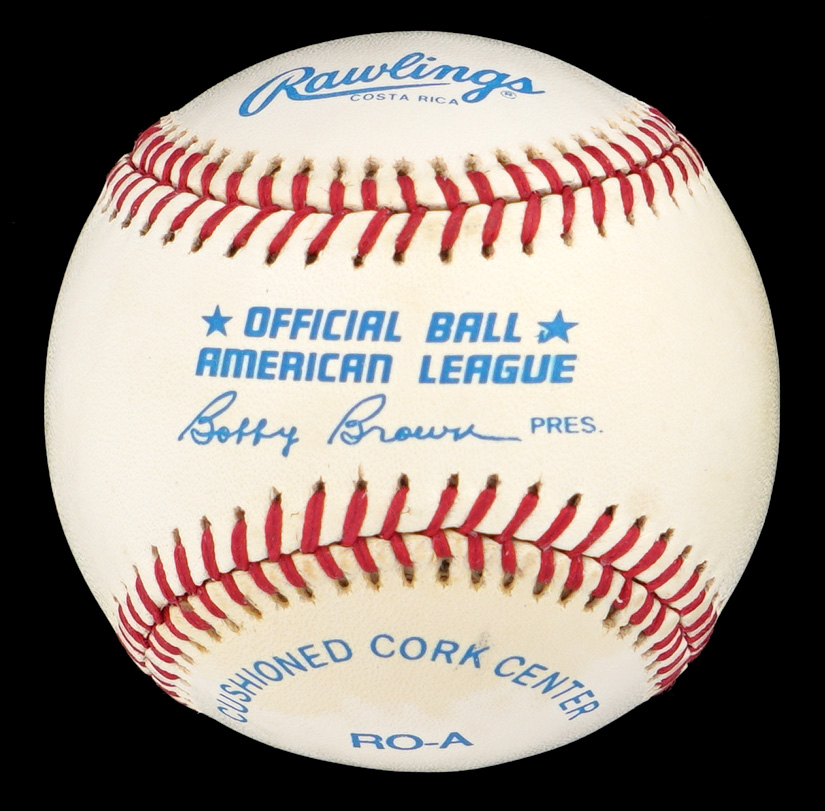 Rawlings®
COSTA RICA
★ OFFICIAL BALL ★
AMERICAN LEAGUE
Bobby Brown PRES.
CUSHIONED CORK CENTER
RO-A